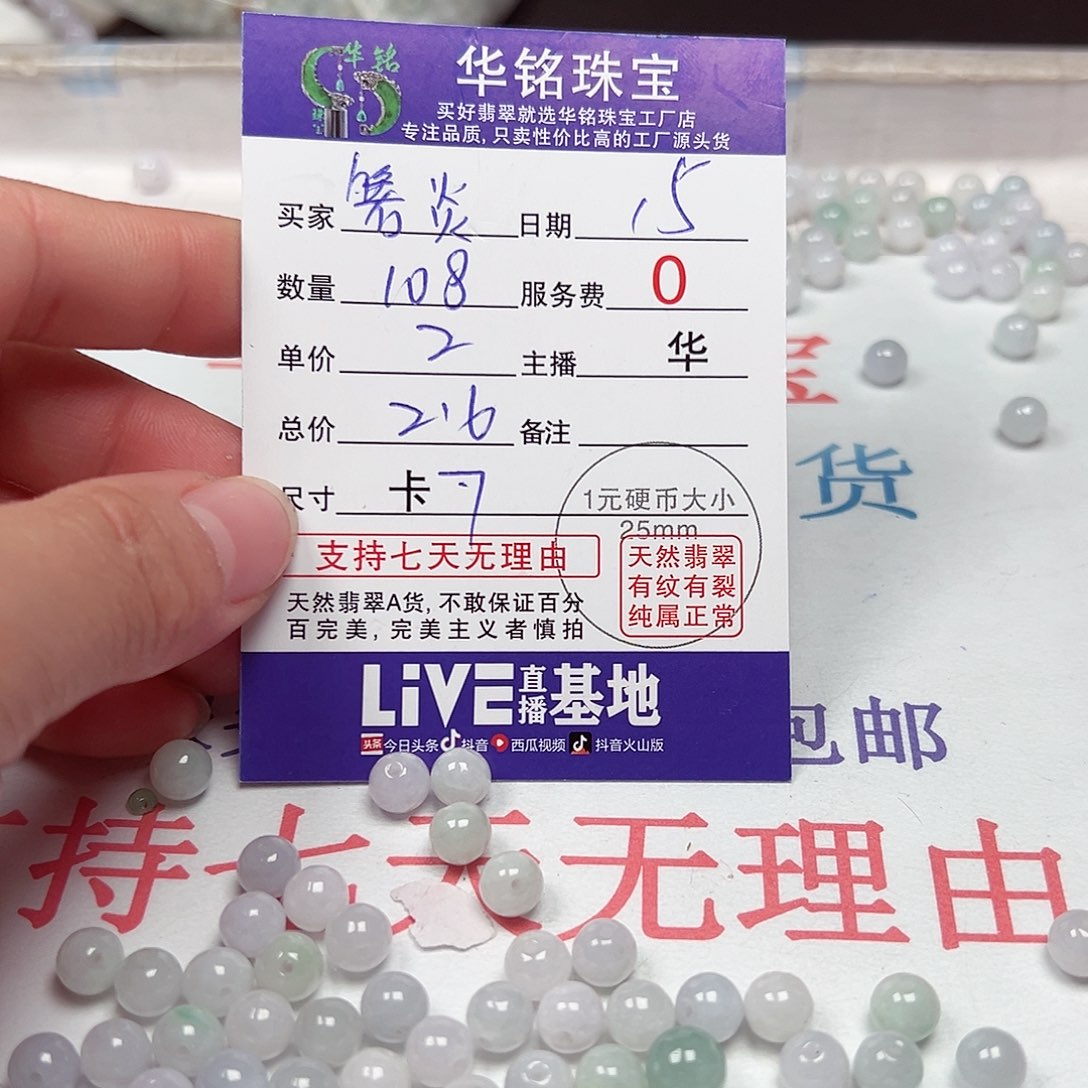 华铭
华铭珠宝
买好翡翠就选华铭珠宝工厂店
专注品质,只卖性价比高的工厂源头货
买家 炎 日期 15
数量 108 服务费 0
单价 2 主播 华
总价 216 备注
尺寸 卡 7 1元硬币大小
25mm
支持七天无理由
天然翡翠
有纹有裂
纯属正常
天然翡翠A货,不敢保证百分
百完美,完美主义者慎拍
LiVE直播基地
头条 今日头条 抖音 西瓜视频 抖音火山版
货
包邮
持七天无理由